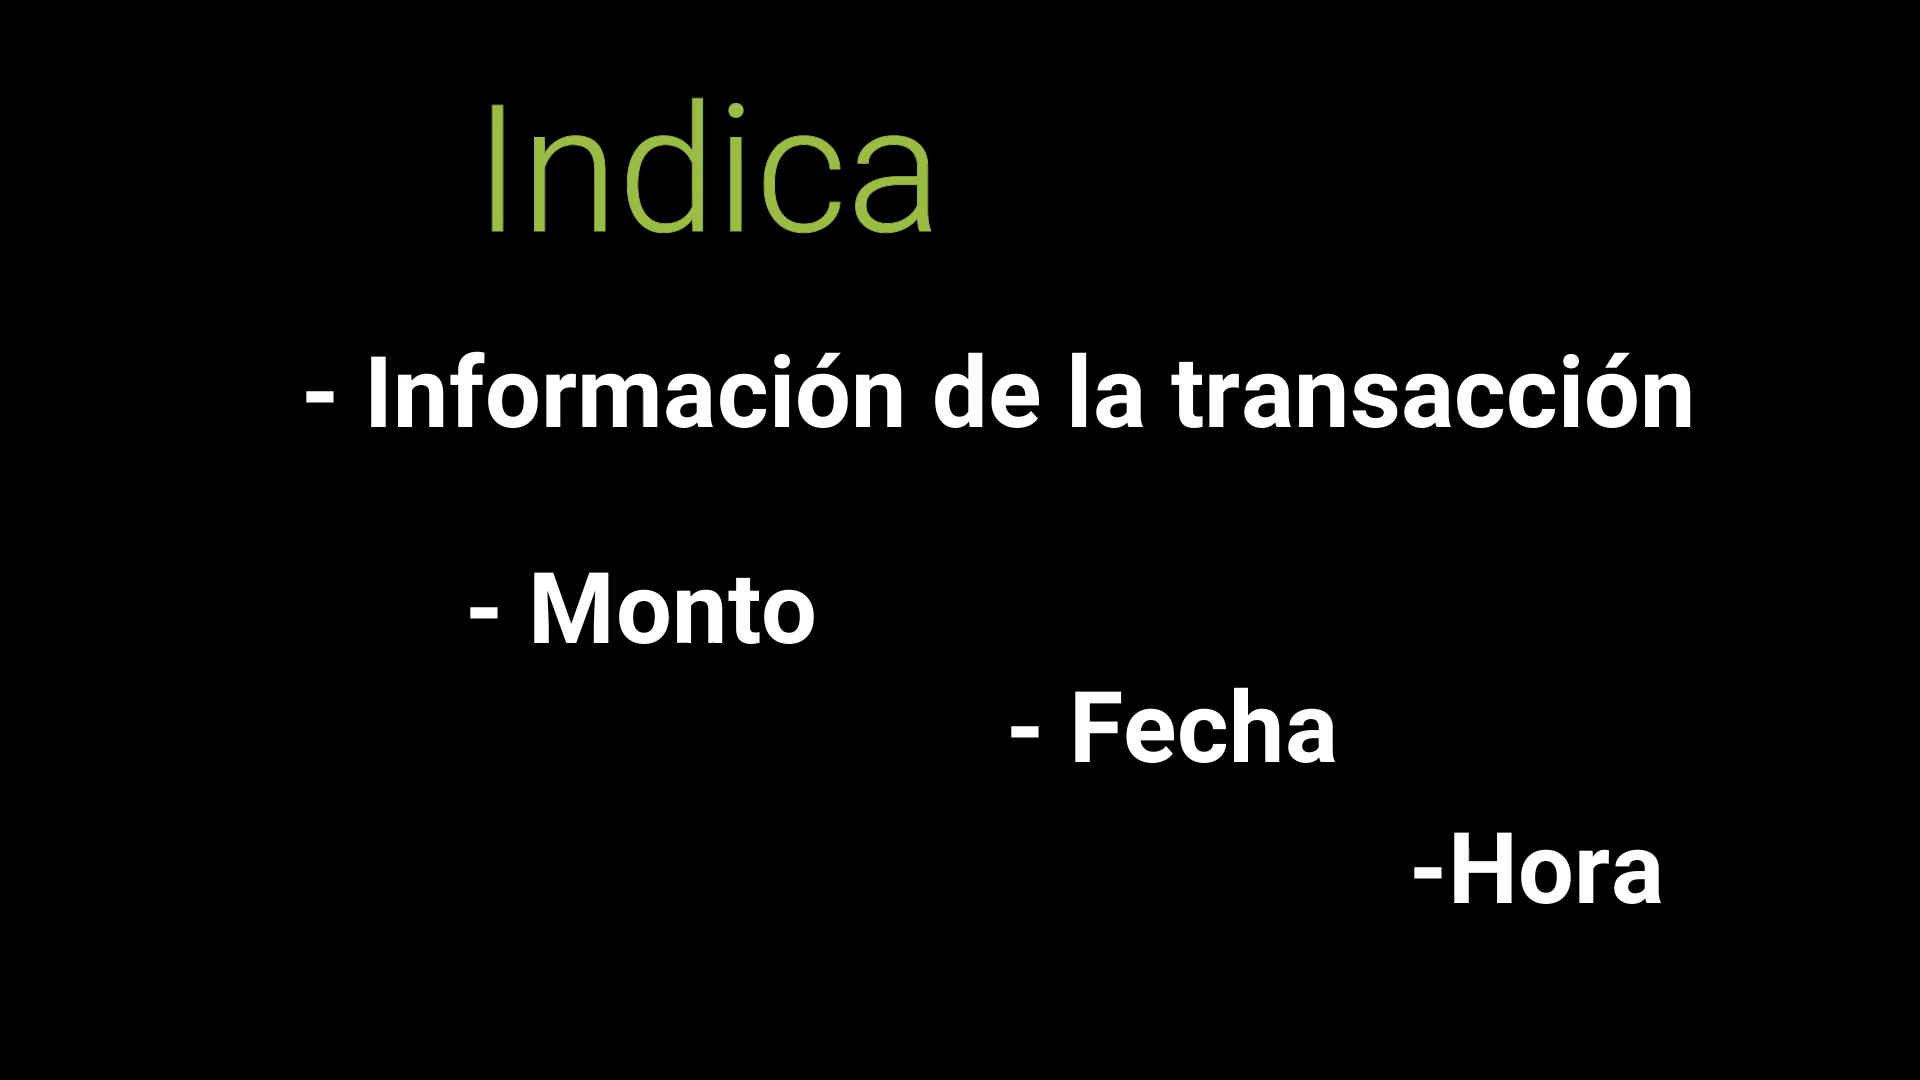 Indica
- Información de la transacción
- Monto
- Fecha
-Hora